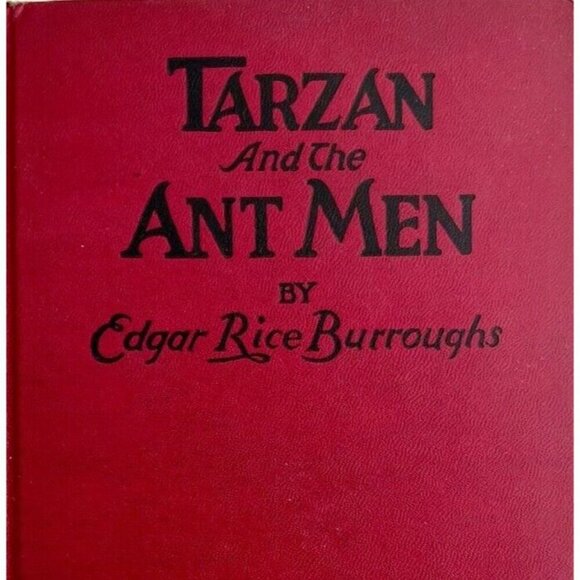 TARZAN
And The
ANT MEN
BY
Edgar Rice Burroughs